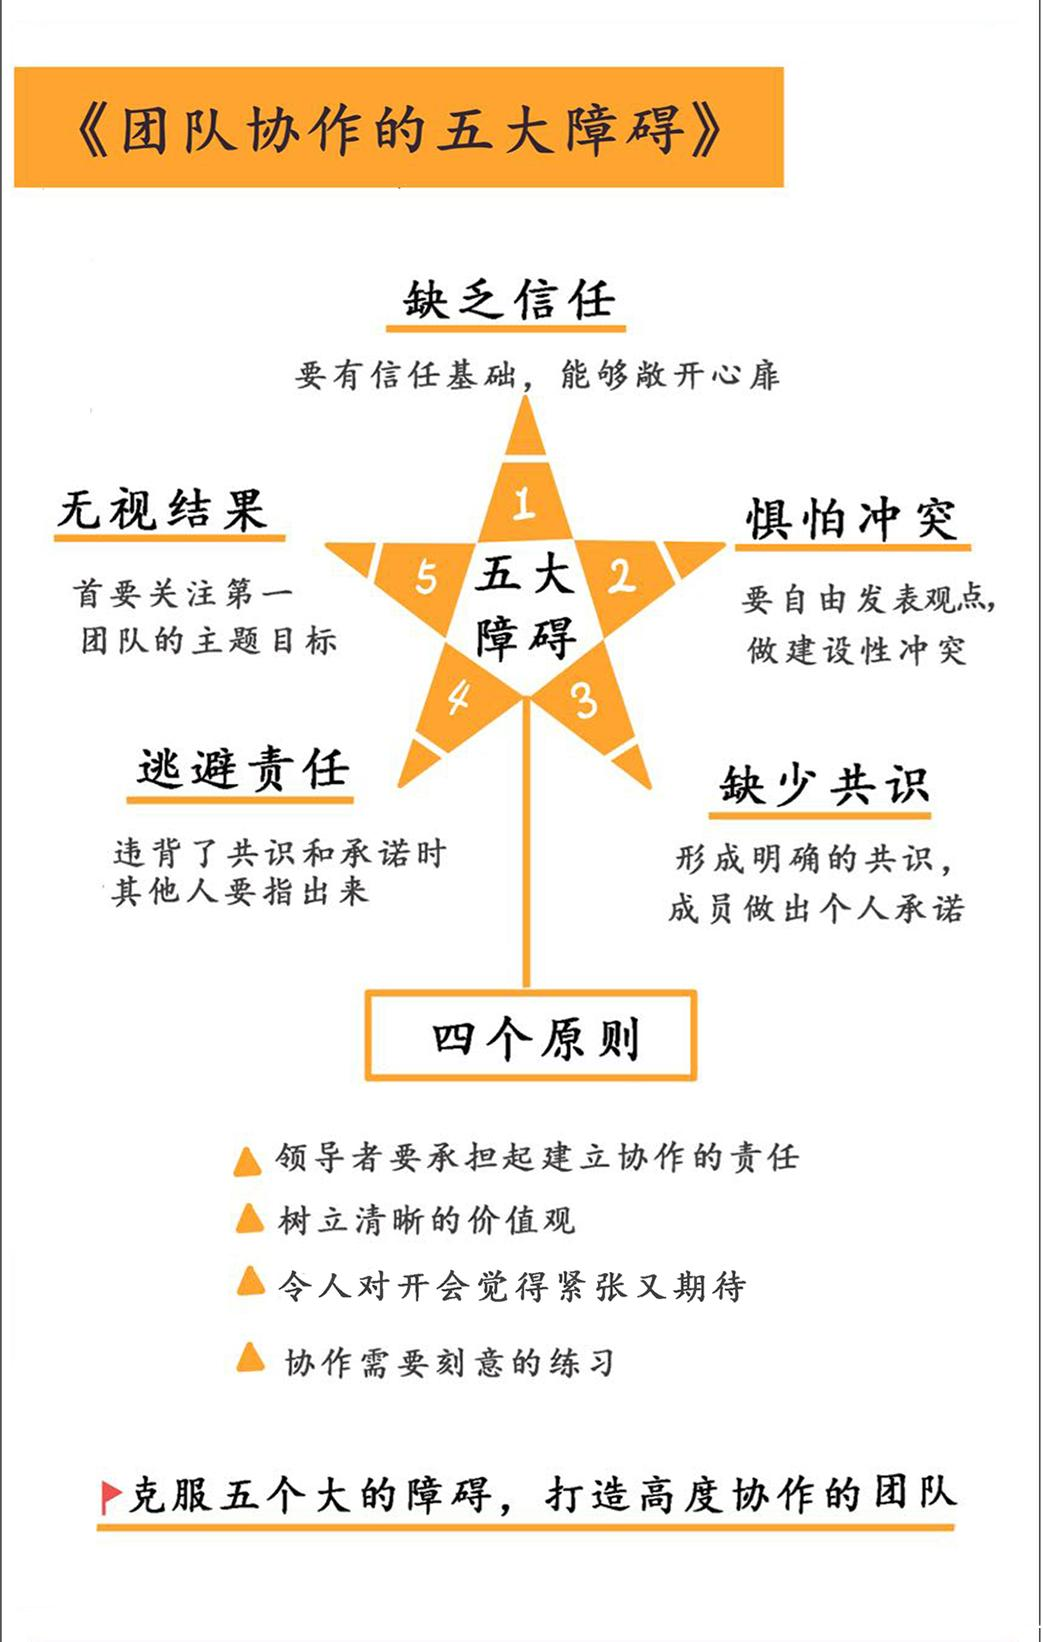 《团队协作的五大障碍》
缺乏信任
要有信任基础，能够敞开心扉
1
无视结果
首要关注第一
团队的主题目标
5
五大
障碍
2
惧怕冲突
要自由发表观点，
做建设性冲突
4
3
逃避责任
违背了共识和承诺时
其他人要指出来
缺少共识
形成明确的共识，
成员做出个人承诺
四个原则
领导者要承担起建立协作的责任
树立清晰的价值观
令人对开会觉得紧张又期待
协作需要刻意的练习
克服五个大的障碍，打造高度协作的团队